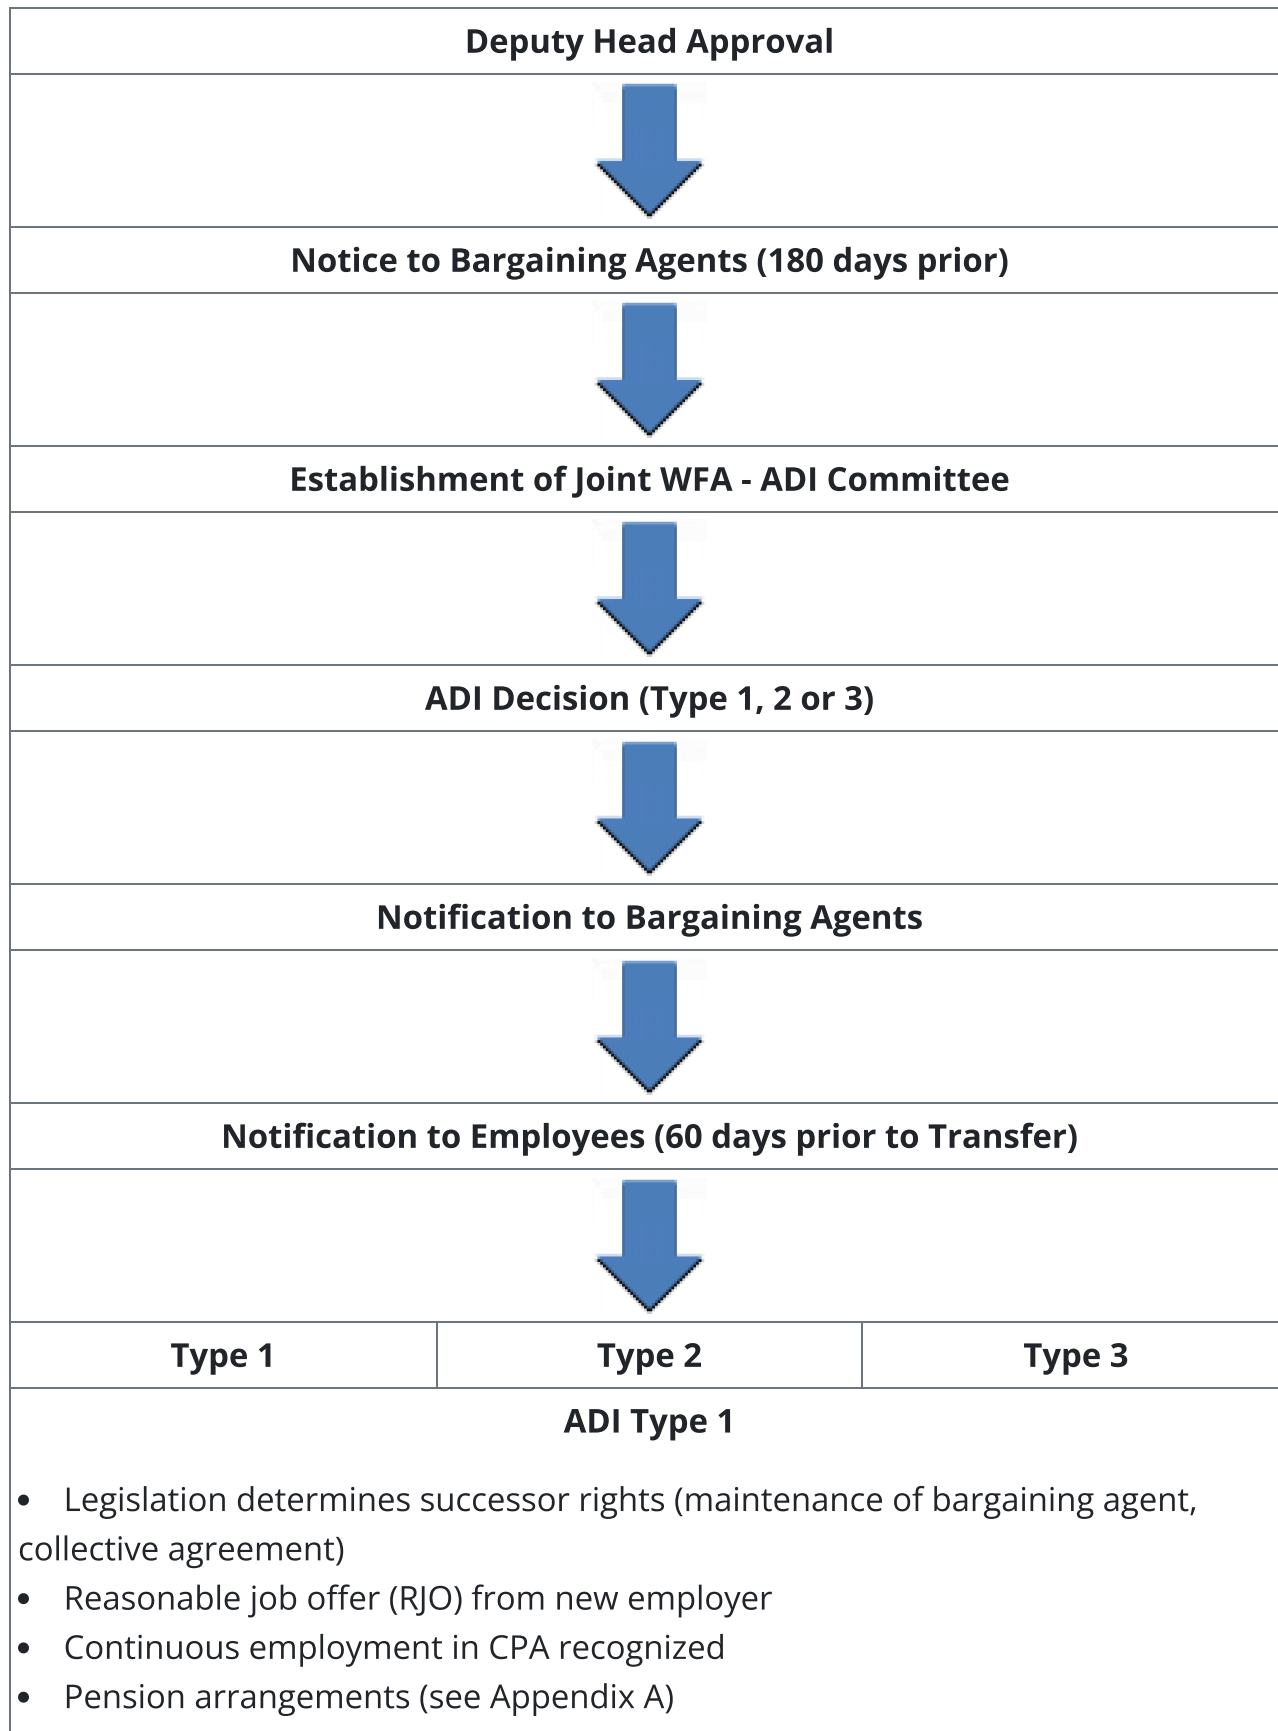 Deputy Head Approval
Notice to Bargaining Agents (180 days prior)
Establishment of Joint WFA - ADI Committee
ADI Decision (Type 1, 2 or 3)
Notification to Bargaining Agents
Notification to Employees (60 days prior to Transfer)
Type 1 Type 2 Type 3
ADI Type 1
• Legislation determines successor rights (maintenance of bargaining agent,
collective agreement)
• Reasonable job offer (RJO) from new employer
• Continuous employment in CPA recognized
• Pension arrangements (see Appendix A)